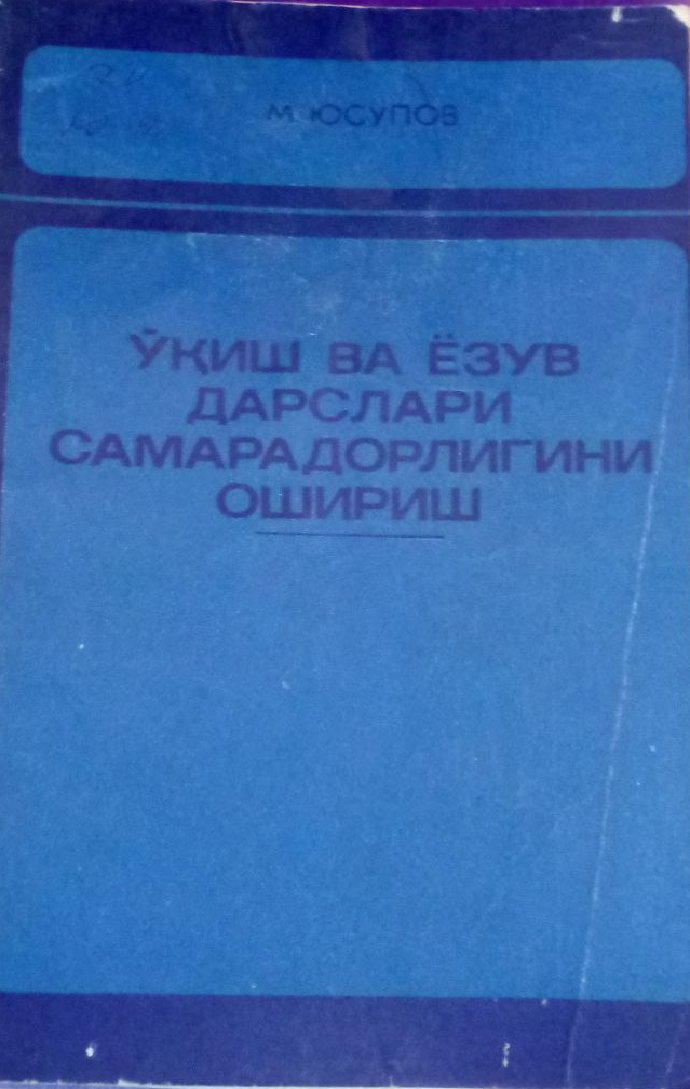 М. ЮСУПОВ
ЎҚИШ ВА ЁЗУВ
ДАРСЛАРИ
САМАРАДОРЛИГИНИ
ОШИРИШ